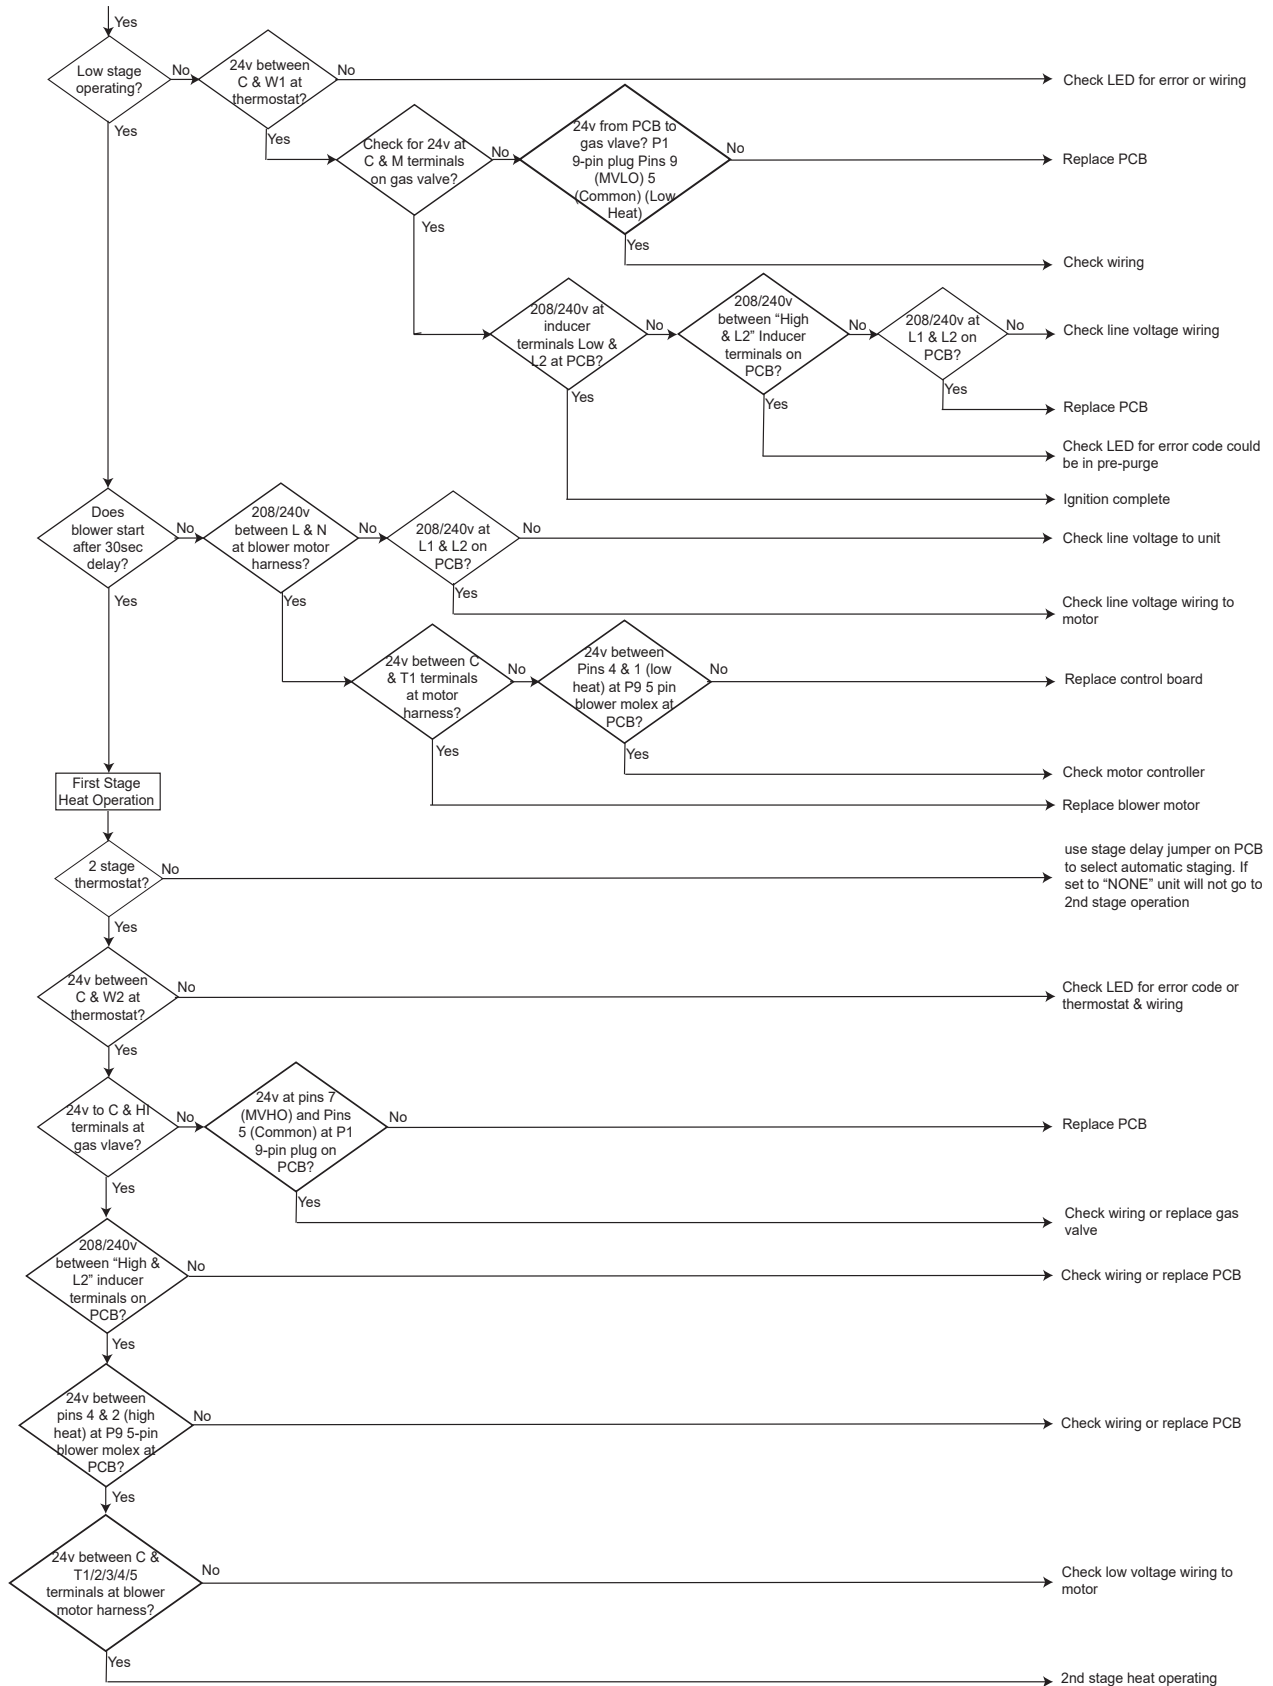 Yes
Low stage
operating?
No
24v between
C & W1 at
thermostat?
No
Check LED for error or wiring
Yes
Yes
Check for 24v at
C & M terminals
on gas valve?
No
24v from PCB to
gas vlave? P1
9-pin plug Pins 9
(MVLO) 5
(Common) (Low
Heat)
No
Replace PCB
Yes
Yes
Check wiring
208/240v at
inducer
terminals Low &
L2 at PCB?
No
208/240v
between “High
& L2” Inducer
terminals on
PCB?
No
208/240v at
L1 & L2 on
PCB?
No
Check line voltage wiring
Yes
Replace PCB
Yes
Check LED for error code could
be in pre-purge
Yes
Ignition complete
Does
blower start
after 30sec
delay?
No
208/240v
between L & N
at blower motor
harness?
No
208/240v at
L1 & L2 on
PCB?
No
Check line voltage to unit
Yes
Check line voltage wiring to
motor
Yes
Yes
24v between C
& T1 terminals
at motor
harness?
No
24v between
Pins 4 & 1 (low
heat) at P9 5 pin
blower molex at
PCB?
No
Replace control board
Yes
Check motor controller
Yes
Replace blower motor
First Stage
Heat Operation
2 stage
thermostat?
No
use stage delay jumper on PCB
to select automatic staging. If
set to “NONE” unit will not go to
2nd stage operation
Yes
24v between
C & W2 at
thermostat?
No
Check LED for error code or
thermostat & wiring
Yes
24v to C & HI
terminals at
gas vlave?
No
24v at pins 7
(MVHO) and Pins
5 (Common) at P1
9-pin plug on
PCB?
No
Replace PCB
Yes
Yes
Check wiring or replace gas
valve
208/240v
between “High &
L2” inducer
terminals on
PCB?
No
Check wiring or replace PCB
Yes
24v between
pins 4 & 2 (high
heat) at P9 5-pin
blower molex at
PCB?
No
Check wiring or replace PCB
Yes
24v between C &
T1/2/3/4/5
terminals at blower
motor harness?
No
Check low voltage wiring to
motor
Yes
2nd stage heat operating